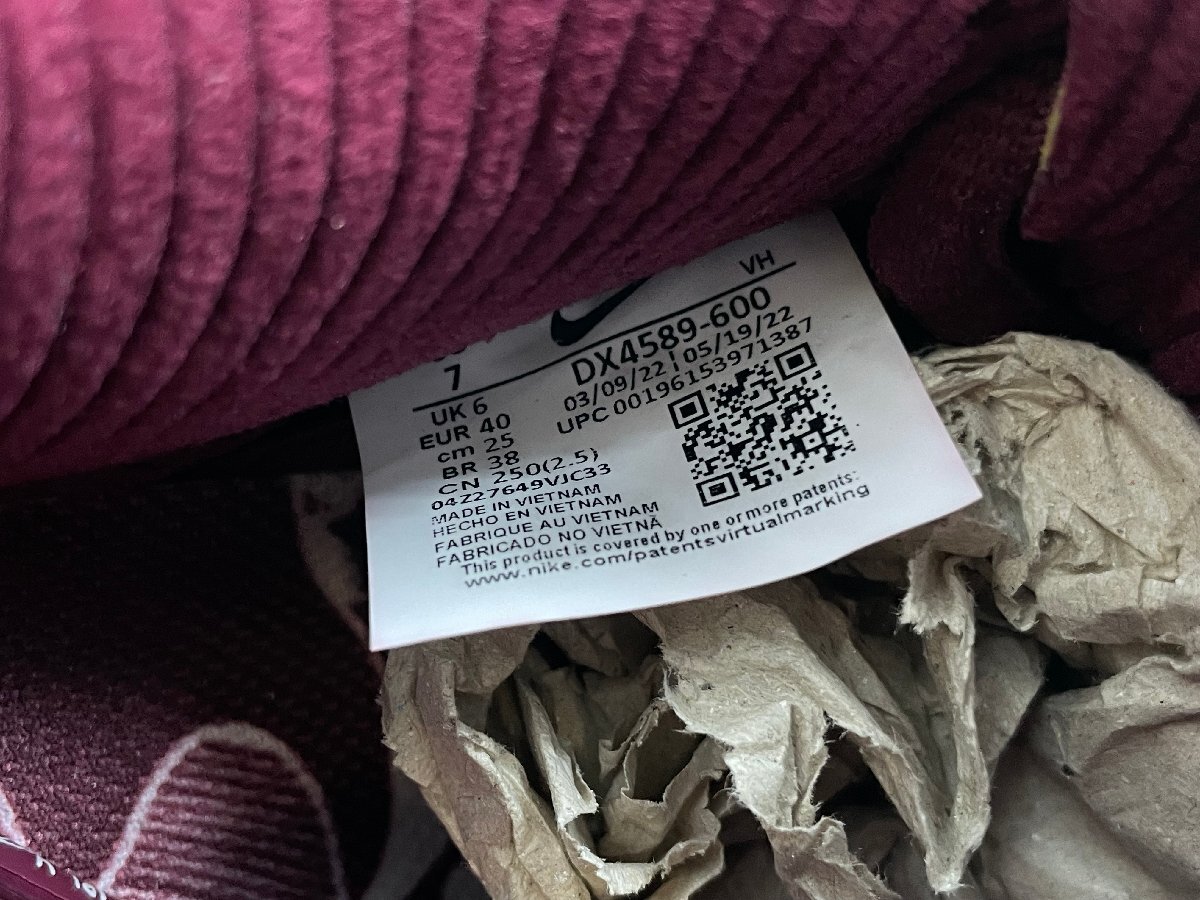 VH
7
DX4589-600
03/09/22 | 05/19/22
UPC 00196153971387
UK 6
EUR 40
cm 25
BR 38
CN 250(2.5)
04227649VJC33
MADE IN VIETNAM
HECHO EN VIETNAM
FABRIQUE AU VIETNAM
FABRICADO NO VIETNÃ
This product is covered by one or more patents:
www.nike.com/patentsvirtualmarking